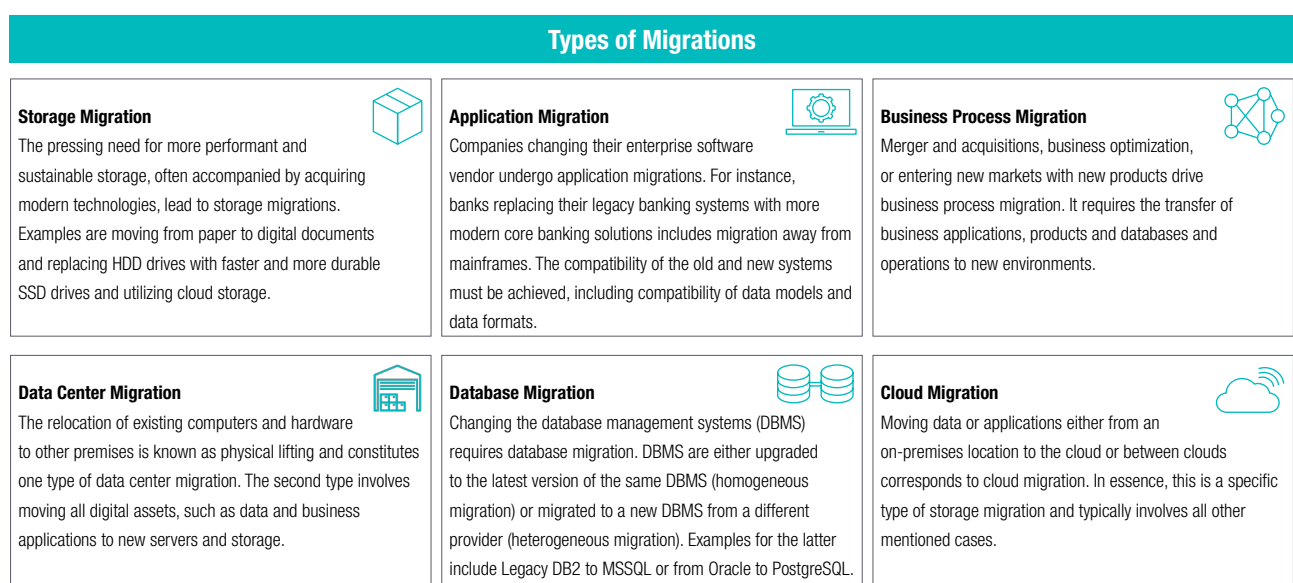 Types of Migrations
Storage Migration
The pressing need for more performant and
sustainable storage, often accompanied by acquiring
modern technologies, lead to storage migrations.
Examples are moving from paper to digital documents
and replacing HDD drives with faster and more durable
SSD drives and utilizing cloud storage.
Application Migration
Companies changing their enterprise software
vendor undergo application migrations. For instance,
banks replacing their legacy banking systems with more
modern core banking solutions includes migration away from
mainframes. The compatibility of the old and new systems
must be achieved, including compatibility of data models and
data formats.
Business Process Migration
Merger and acquisitions, business optimization,
or entering new markets with new products drive
business process migration. It requires the transfer of
business applications, products and databases and
operations to new environments.
Data Center Migration
The relocation of existing computers and hardware
to other premises is known as physical lifting and constitutes
one type of data center migration. The second type involves
moving all digital assets, such as data and business
applications to new servers and storage.
Database Migration
Changing the database management systems (DBMS)
requires database migration. DBMS are either upgraded
to the latest version of the same DBMS (homogeneous
migration) or migrated to a new DBMS from a different
provider (heterogeneous migration). Examples for the latter
include Legacy DB2 to MSSQL or from Oracle to PostgreSQL.
Cloud Migration
Moving data or applications either from an
on-premises location to the cloud or between clouds
corresponds to cloud migration. In essence, this is a specific
type of storage migration and typically involves all other
mentioned cases.